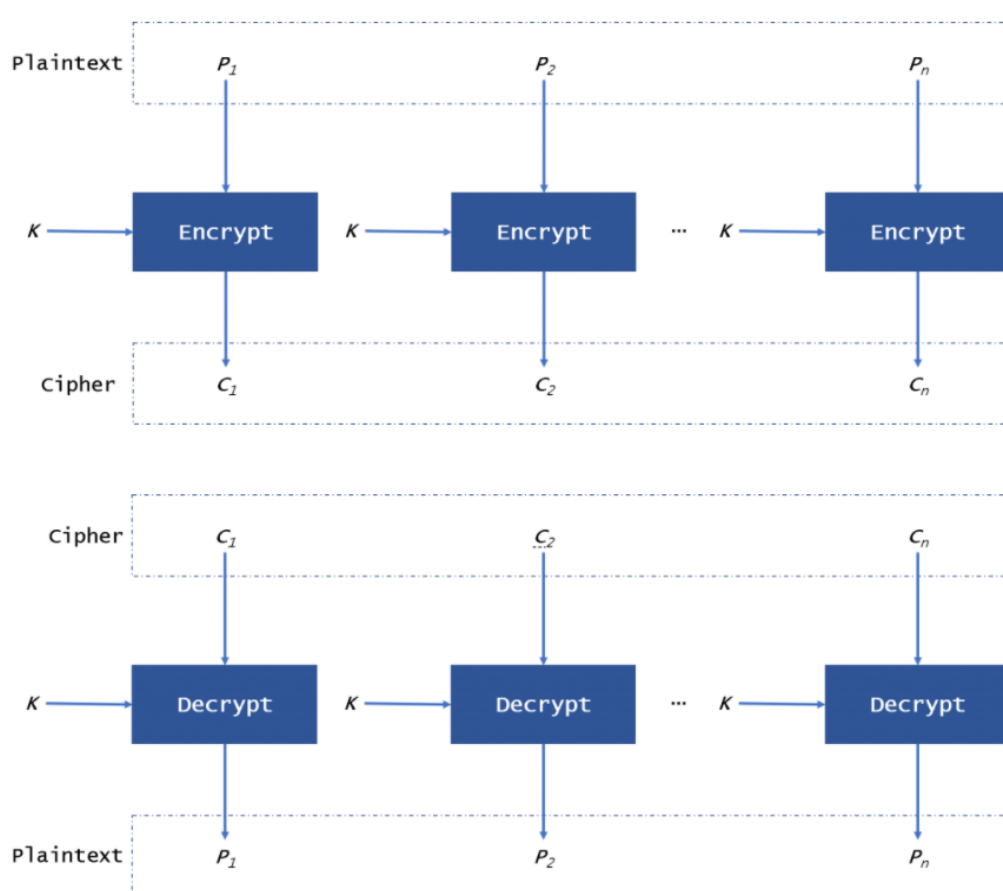 Plaintext P1 P2 Pn
K Encrypt K Encrypt ... K Encrypt
Cipher C1 C2 Cn
Cipher C1 C2 Cn
K Decrypt K Decrypt ... K Decrypt
Plaintext P1 P2 Pn